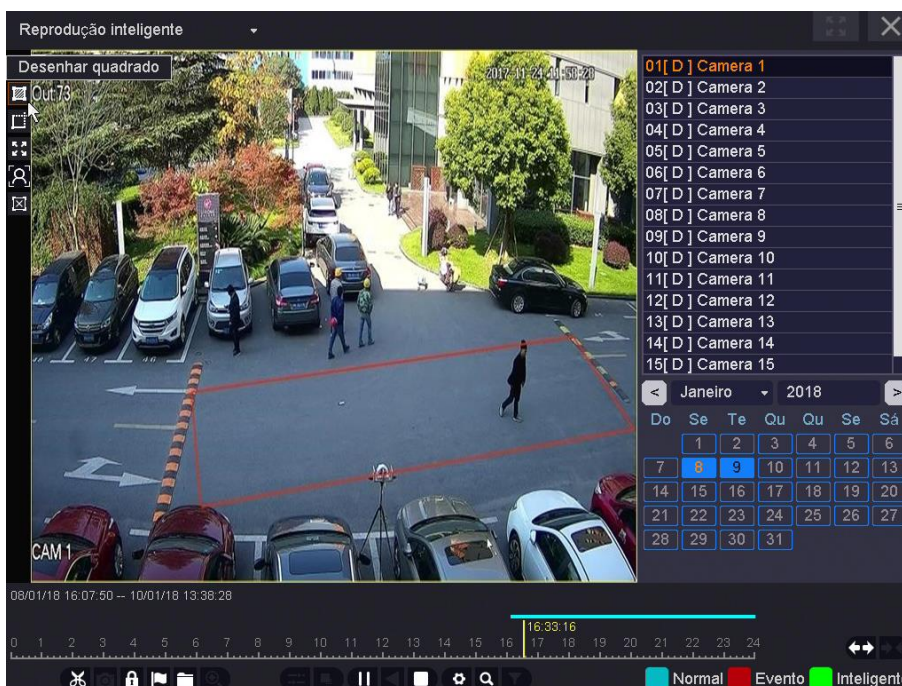 Reprodução inteligente
Desenhar quadrado
Out 73
2017-11-24 11:58:28
CAM 1
48 47 46
01[ D ] Camera 1
02[ D ] Camera 2
03[ D ] Camera 3
04[ D ] Camera 4
05[ D ] Camera 5
06[ D ] Camera 6
07[ D ] Camera 7
08[ D ] Camera 8
09[ D ] Camera 9
10[ D ] Camera 10
11[ D ] Camera 11
12[ D ] Camera 12
13[ D ] Camera 13
14[ D ] Camera 14
15[ D ] Camera 15
< Janeiro 2018 >
Do Se Te Qu Qu Se Sá
1 2 3 4 5 6
7 8 9 10 11 12 13
14 15 16 17 18 19 20
21 22 23 24 25 26 27
28 29 30 31
08/01/18 16:07:50 -- 10/01/18 13:38:28
16:33:16
0 1 2 3 4 5 6 7 8 9 10 11 12 13 14 15 16 17 18 19 20 21 22 23 24
Normal Evento Inteligente